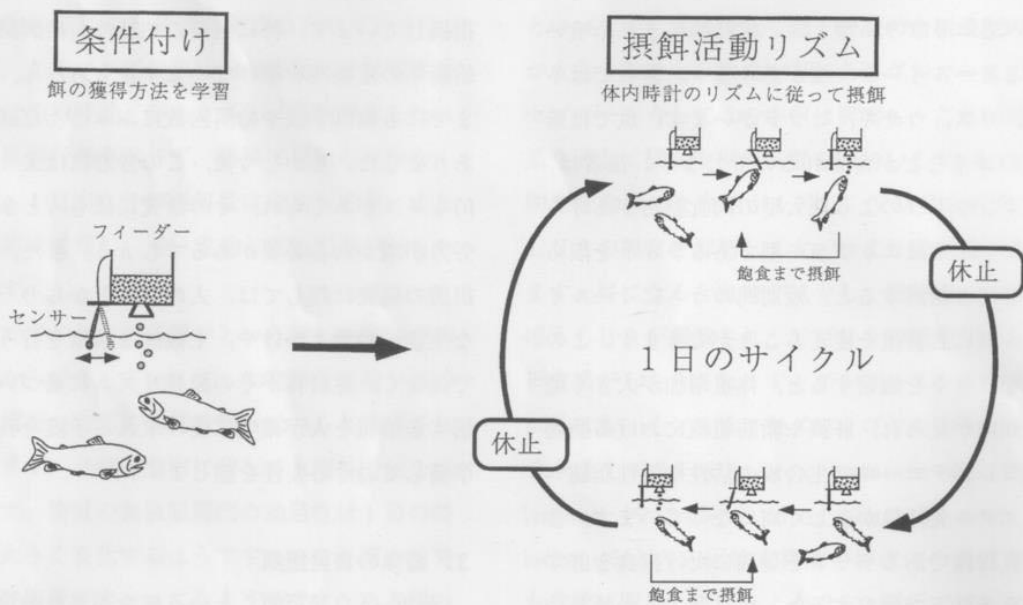 条件付け
餌の獲得方法を学習
フィーダー
センサー
摂餌活動リズム
体内時計のリズムに従って摂餌
飽食まで摂餌
休止
1日のサイクル
休止
飽食まで摂餌